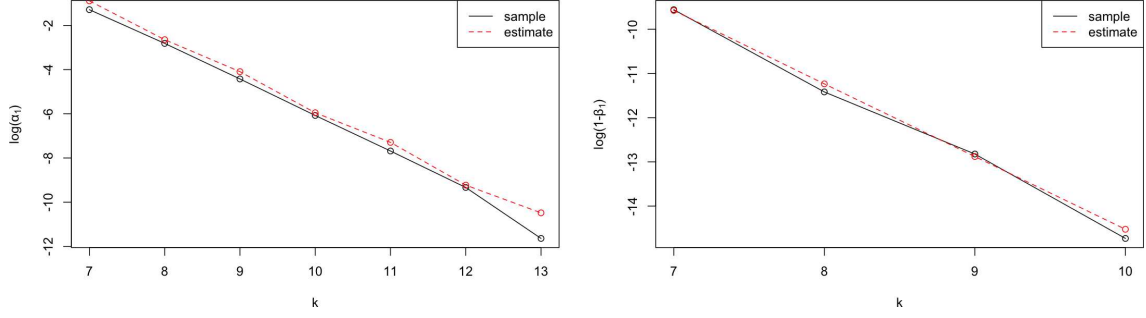 log(α₁)
-2
-4
-6
-8
-10
-12
7 8 9 10 11 12 13
k
sample
estimate
log(1-β₁)
-10
-11
-12
-13
-14
7 8 9 10
k
sample
estimate